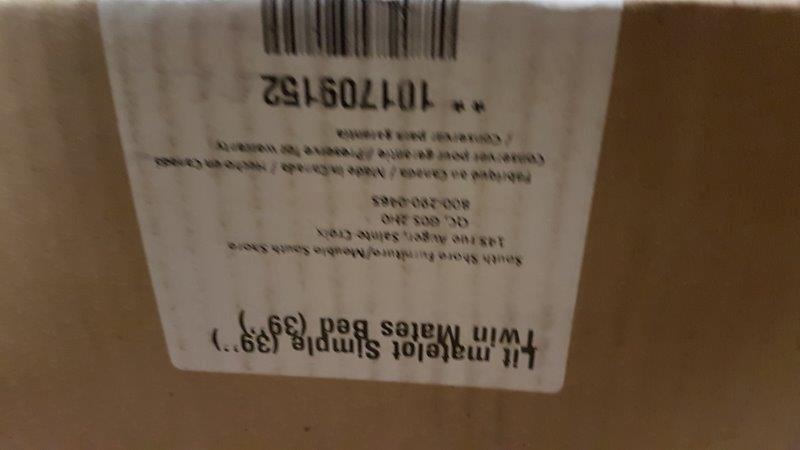 Lit matelot Simple (39'')
Twin Mates Bed (39'')
South Shore Furniture/Meuble South Shore
145 rue Auger, Sainte Croix
QC, G0S 2H0
800-290-0465
Fabriqué au Canada / Made in Canada / Hecho en Canadá
Conserver pour garantie / Preserve for warranty
/ Conservar para garantía
** 101709152